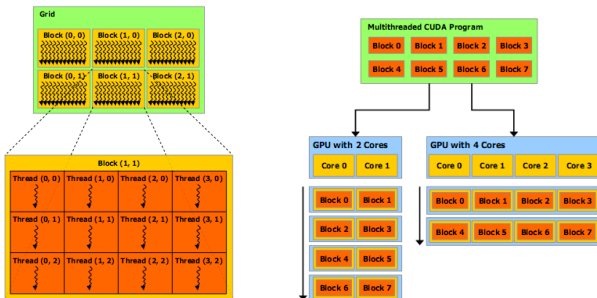 Grid
Block (0, 0) Block (1, 0) Block (2, 0)
Block (0, 1) Block (1, 1) Block (2, 1)
Block (1, 1)
Thread (0, 0) Thread (1, 0) Thread (2, 0) Thread (3, 0)
Thread (0, 1) Thread (1, 1) Thread (2, 1) Thread (3, 1)
Thread (0, 2) Thread (1, 2) Thread (2, 2) Thread (3, 2)
Multithreaded CUDA Program
Block 0 Block 1 Block 2 Block 3
Block 4 Block 5 Block 6 Block 7
GPU with 2 Cores
Core 0 Core 1
Block 0 Block 1
Block 2 Block 3
Block 4 Block 5
Block 6 Block 7
GPU with 4 Cores
Core 0 Core 1 Core 2 Core 3
Block 0 Block 1 Block 2 Block 3
Block 4 Block 5 Block 6 Block 7